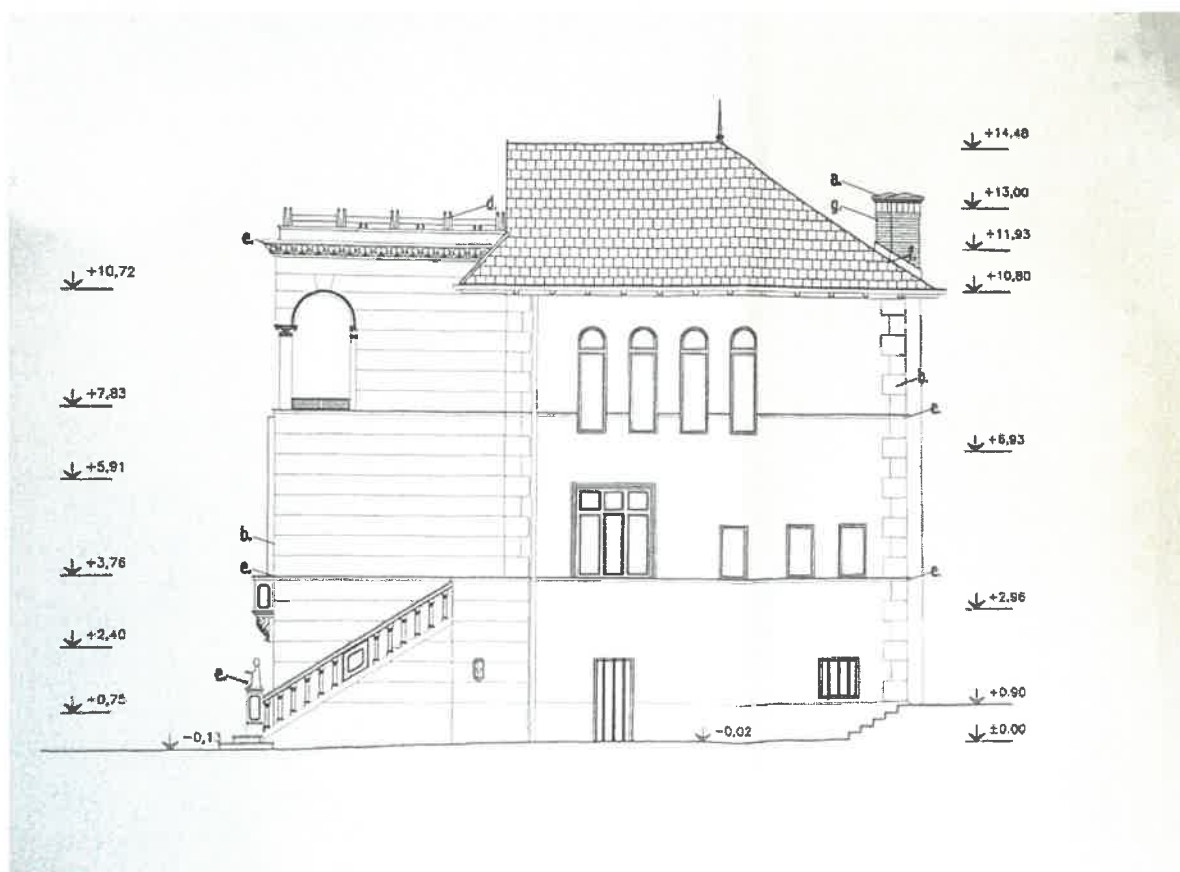 +14,48
a.
+13,00
g.
d.
+11,93
e.
f.
+10,72
+10,80
b.
+7,83
c.
+6,93
+5,91
b.
+3,76
e.
c.
+2,96
+2,40
e.
+0,75
+0.90
-0,1
-0,02
±0.00